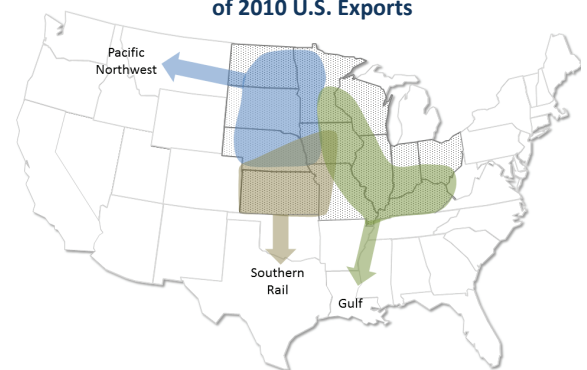 of 2010 U.S. Exports
Pacific
Northwest
Southern
Rail
Gulf